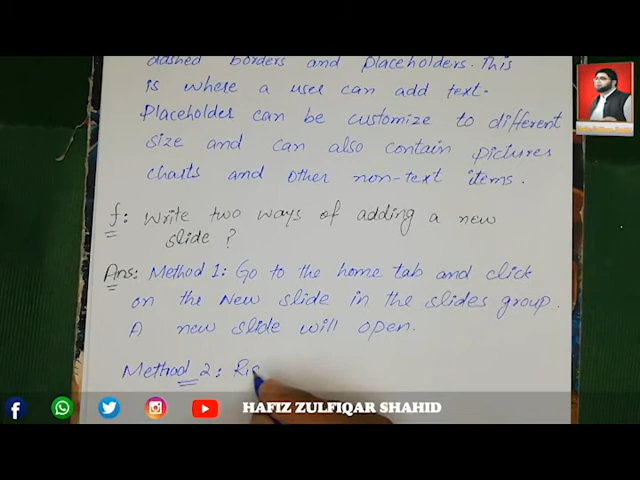 dashed borders and placeholders. This
is where a user can add text.
Placeholder can be customize to different
size and can also contain pictures
charts and other non-text items.
f: Write two ways of adding a new
slide ?
Ans: Method 1: Go to the home tab and click
on the New slide in the slides group.
A new slide will open.
Method 2: Rig
HAFIZ ZULFIQAR SHAHID